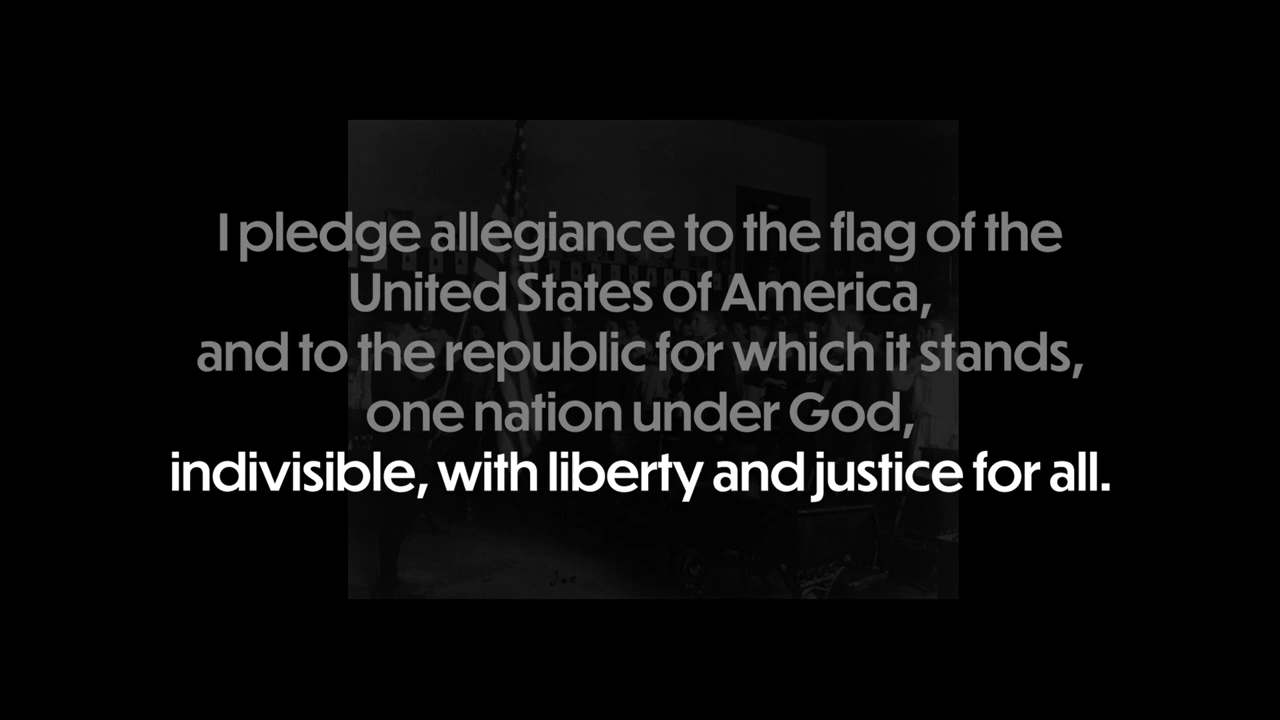 I pledge allegiance to the flag of the
United States of America,
and to the republic for which it stands,
one nation under God,
indivisible, with liberty and justice for all.